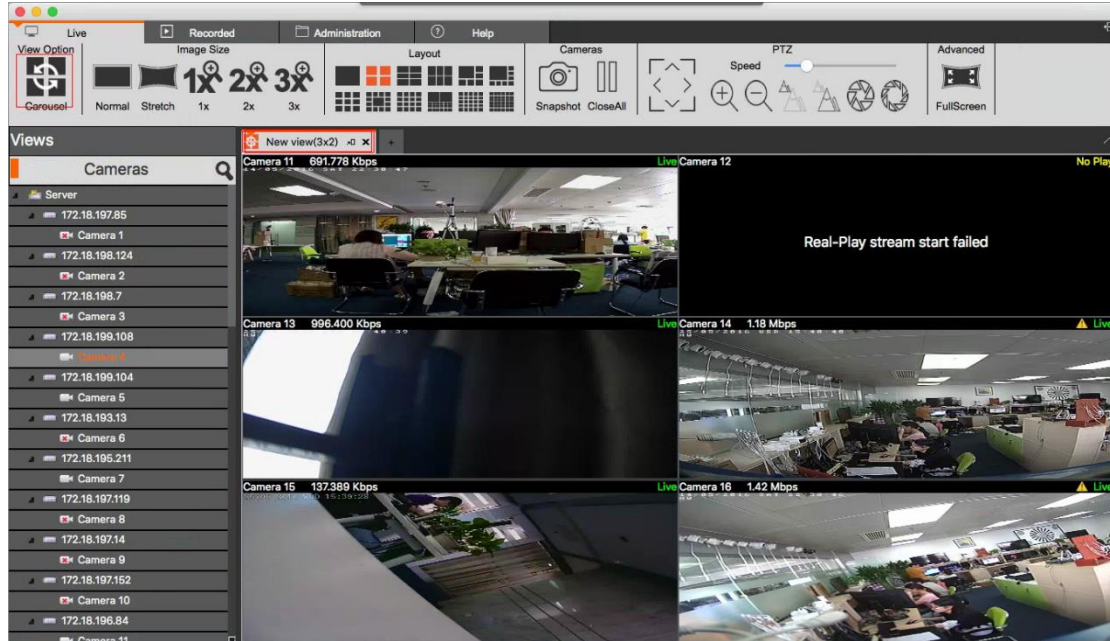 Live
Recorded
Administration
Help
View Option
Image Size
Layout
Cameras
PTZ
Advanced
Speed
1x 2x 3x
Carousel
Normal Stretch 1x 2x 3x
Snapshot CloseAll
FullScreen
Views
New view(3x2)
Cameras
Server
172.18.197.85
Camera 1
172.18.198.124
Camera 2
172.18.198.7
Camera 3
172.18.199.108
Camera 4
172.18.199.104
Camera 5
172.18.193.13
Camera 6
172.18.195.211
Camera 7
172.18.197.119
Camera 8
172.18.197.14
Camera 9
172.18.197.152
Camera 10
172.18.196.84
Camera 11
Camera 11 691.778 Kbps Live
Camera 12 No Play
Real-Play stream start failed
Camera 13 996.400 Kbps Live
Camera 14 1.18 Mbps Live
Camera 15 137.389 Kbps Live
Camera 16 1.42 Mbps Live